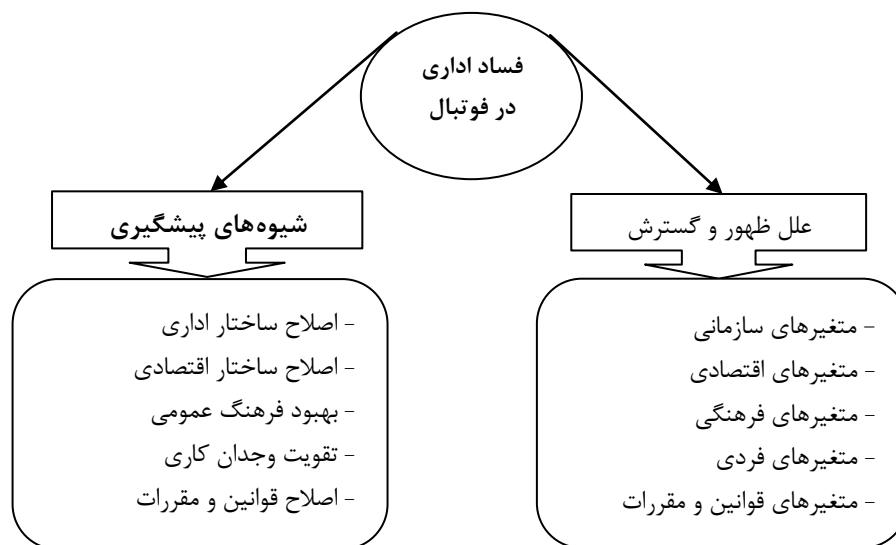 فساد اداری
در فوتبال
علل ظهور و گسترش
- متغیرهای سازمانی
- متغیرهای اقتصادی
- متغیرهای فرهنگی
- متغیرهای فردی
- متغیرهای قوانین و مقررات
شیوه‌های پیشگیری
- اصلاح ساختار اداری
- اصلاح ساختار اقتصادی
- بهبود فرهنگ عمومی
- تقویت وجدان کاری
- اصلاح قوانین و مقررات